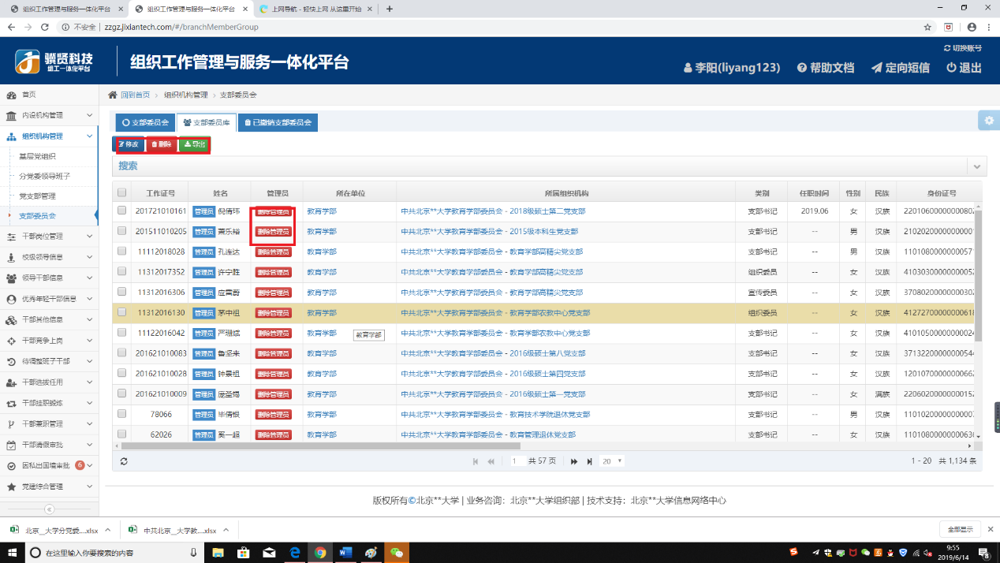 组织工作管理与服务一体化平台
组织工作管理与服务一体化平台
上网导航 - 轻快上网 从这里开始
不安全 | zzgz.jixiantech.com/#/branchMemberGroup
骥贤科技
组工一体化平台
组织工作管理与服务一体化平台
切换账号
李阳(liyang123) 帮助文档 定向短信 退出
首页
内设机构管理
组织机构管理
基层党组织
分党委领导班子
党支部管理
支部委员会
干部岗位管理
校级领导信息
领导干部信息
优秀年轻干部信息
干部其他信息
干部竞争上岗
待调整班子干部
干部选拔任用
干部挂职锻炼
干部兼职管理
干部请假审批
因私出国境审批 6
党建综合管理
回到首页 › 组织机构管理 › 支部委员会
支部委员会 支部委员库 已撤销支部委员会
修改 删除 导出
搜索
工作证号 姓名 管理员 所在单位 所属组织机构 类别 任职时间 性别 民族 身份证号
201721010161 管理员 倪倩玮 删除管理员 教育学部 中共北京**大学教育学部委员会 - 2018级硕士第二党支部 支部书记 2019.06 女 汉族 2201060000000802
201511010205 管理员 萧乐裕 删除管理员 教育学部 中共北京**大学教育学部委员会 - 2015级本科生党支部 支部书记 -- 男 汉族 2102020000000001
11112018028 管理员 孔连达 删除管理员 教育学部 中共北京**大学教育学部委员会 - 教育学部高精尖党支部 支部书记 -- 男 汉族 1101080000000571
11312017352 管理员 许宁胜 删除管理员 教育学部 中共北京**大学教育学部委员会 - 教育学部高精尖党支部 组织委员 -- 女 汉族 4103030000000052
11312016306 管理员 应雷蔚 删除管理员 教育学部 中共北京**大学教育学部委员会 - 教育学部高精尖党支部 宣传委员 -- 女 汉族 3708020000000302
11312016130 管理员 茅中祖 删除管理员 教育学部 中共北京**大学教育学部委员会 - 教育学部农教中心党支部 组织委员 -- 女 汉族 4127270000000618
11122016042 管理员 严珊斌 删除管理员 教育学部 中共北京**大学教育学部委员会 - 教育学部农教中心党支部 支部书记 -- 女 汉族 4101050000000024
教育学部
201621010083 管理员 鲁坚来 删除管理员 教育学部 中共北京**大学教育学部委员会 - 2016级硕士第八党支部 支部书记 -- 女 汉族 3713220000000544
201621010028 管理员 钟景祖 删除管理员 教育学部 中共北京**大学教育学部委员会 - 2016级硕士第四党支部 支部书记 -- 女 汉族 1201070000000662
201621010009 管理员 庞圣锡 删除管理员 教育学部 中共北京**大学教育学部委员会 - 2016级硕士第一党支部 支部书记 -- 女 满族 2206020000000152
78066 管理员 毕倩恨 删除管理员 教育学部 中共北京**大学教育学部委员会 - 教育技术学院退休党支部 支部书记 -- 男 汉族 1101020000000007
62026 管理员 奚一超 删除管理员 教育学部 中共北京**大学教育学部委员会 - 教育管理退休党支部 支部书记 -- 女 汉族 1101080000000636
1 共 57 页 20 1 - 20 共 1,134 条
版权所有©北京**大学 | 业务咨询：北京**大学组织部 | 技术支持：北京**大学信息网络中心
北京__大学分党委....xlsx 中共北京__大学教....xlsx 全部显示
在这里输入你要搜索的内容
9:55
2019/6/14
8